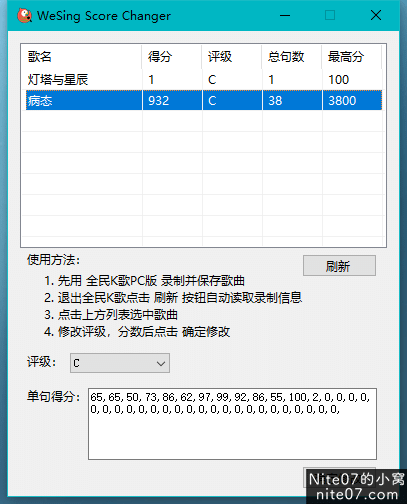 WeSing Score Changer
歌名 得分 评级 总句数 最高分
灯塔与星辰 1 C 1 100
病态 932 C 38 3800
使用方法：
刷新
1. 先用 全民K歌PC版 录制并保存歌曲
2. 退出全民K歌点击 刷新 按钮自动读取录制信息
3. 点击上方列表选中歌曲
4. 修改评级，分数后点击 确定修改
评级： C
单句得分： 65, 65, 50, 73, 86, 62, 97, 99, 92, 86, 55, 100, 2, 0, 0, 0, 0,
0, 0, 0, 0, 0, 0, 0, 0, 0, 0, 0, 0, 0, 0, 0, 0, 0, 0, 0, 0, 0,
Nite07的小窝
nite07.com